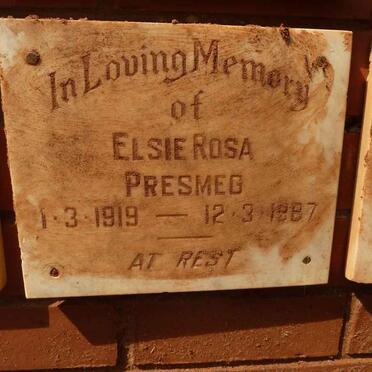 In Loving Memory
of
ELSIE ROSA
PRESMEG
1·3·1919 — 12·3·1987
AT REST